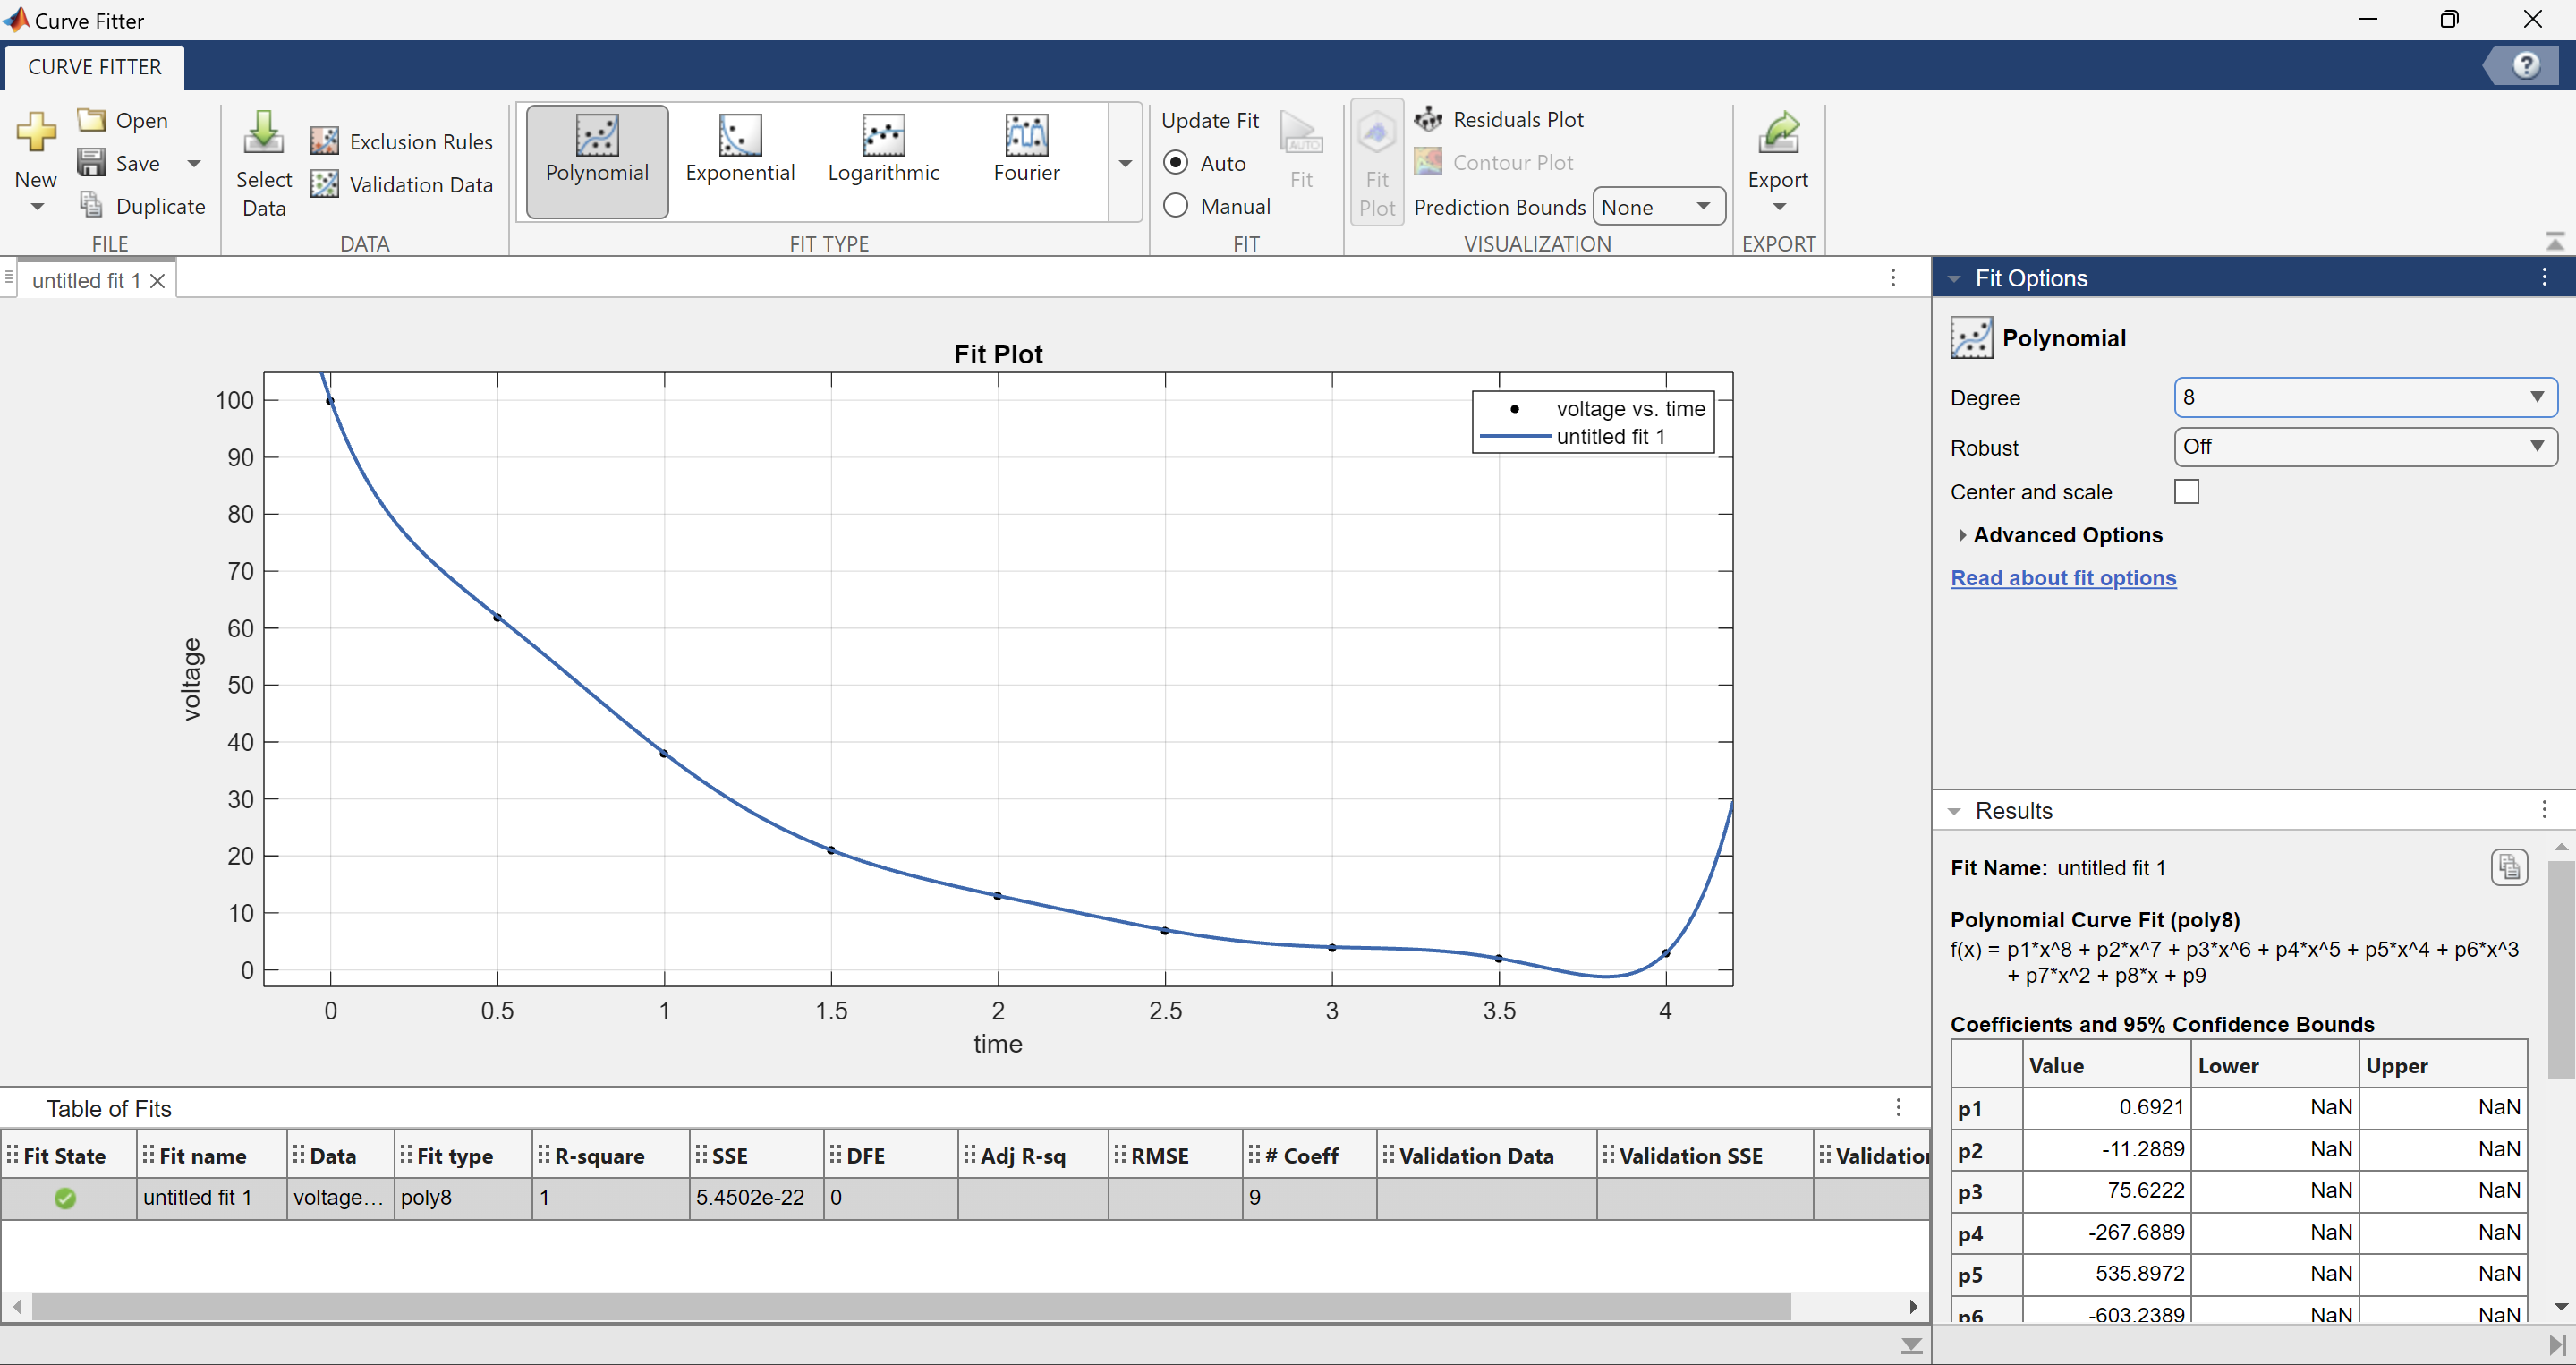 Curve Fitter
CURVE FITTER
New
Open
Save
Duplicate
FILE
Select
Data
Exclusion Rules
Validation Data
DATA
Polynomial
Exponential
Logarithmic
Fourier
FIT TYPE
Update Fit
Auto
Manual
AUTO
Fit
FIT
Fit
Plot
Residuals Plot
Contour Plot
Prediction Bounds None
VISUALIZATION
Export
EXPORT
untitled fit 1
Fit Plot
voltage vs. time
untitled fit 1
100
90
80
70
60
50
40
30
20
10
0
voltage
0 0.5 1 1.5 2 2.5 3 3.5 4
time
Table of Fits
Fit State Fit name Data Fit type R-square SSE DFE Adj R-sq RMSE # Coeff Validation Data Validation SSE Validation
untitled fit 1 voltage... poly8 1 5.4502e-22 0 9
Fit Options
Polynomial
Degree 8
Robust Off
Center and scale
Advanced Options
Read about fit options
Results
Fit Name: untitled fit 1
Polynomial Curve Fit (poly8)
f(x) = p1*x^8 + p2*x^7 + p3*x^6 + p4*x^5 + p5*x^4 + p6*x^3
+ p7*x^2 + p8*x + p9
Coefficients and 95% Confidence Bounds
Value Lower Upper
p1 0.6921 NaN NaN
p2 -11.2889 NaN NaN
p3 75.6222 NaN NaN
p4 -267.6889 NaN NaN
p5 535.8972 NaN NaN
p6 -603.2389 NaN NaN